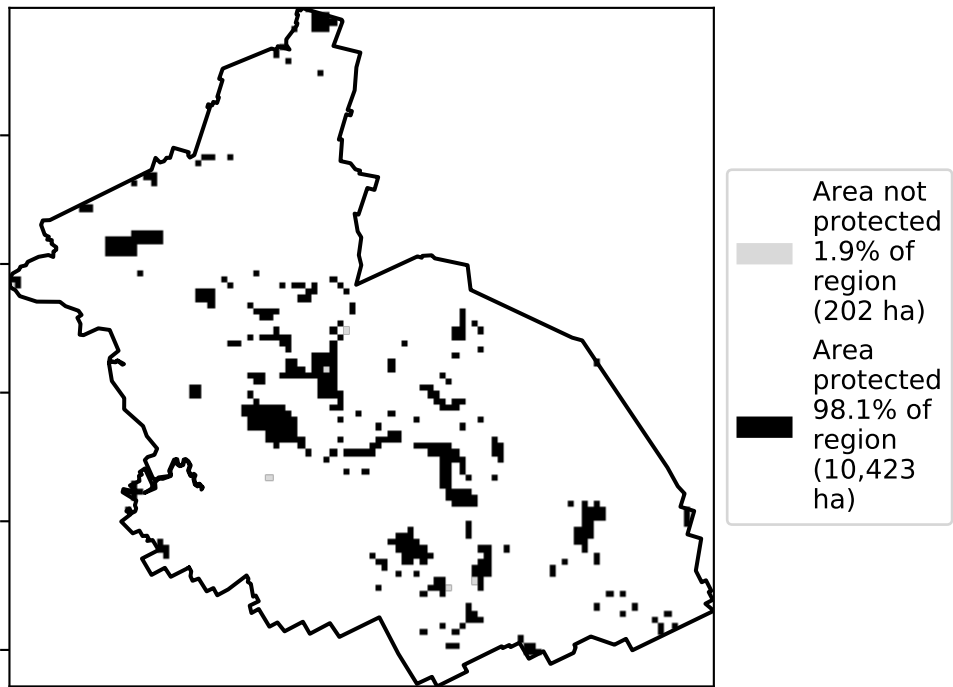 Area not
protected
1.9% of
region
(202 ha)
Area
protected
98.1% of
region
(10,423
ha)